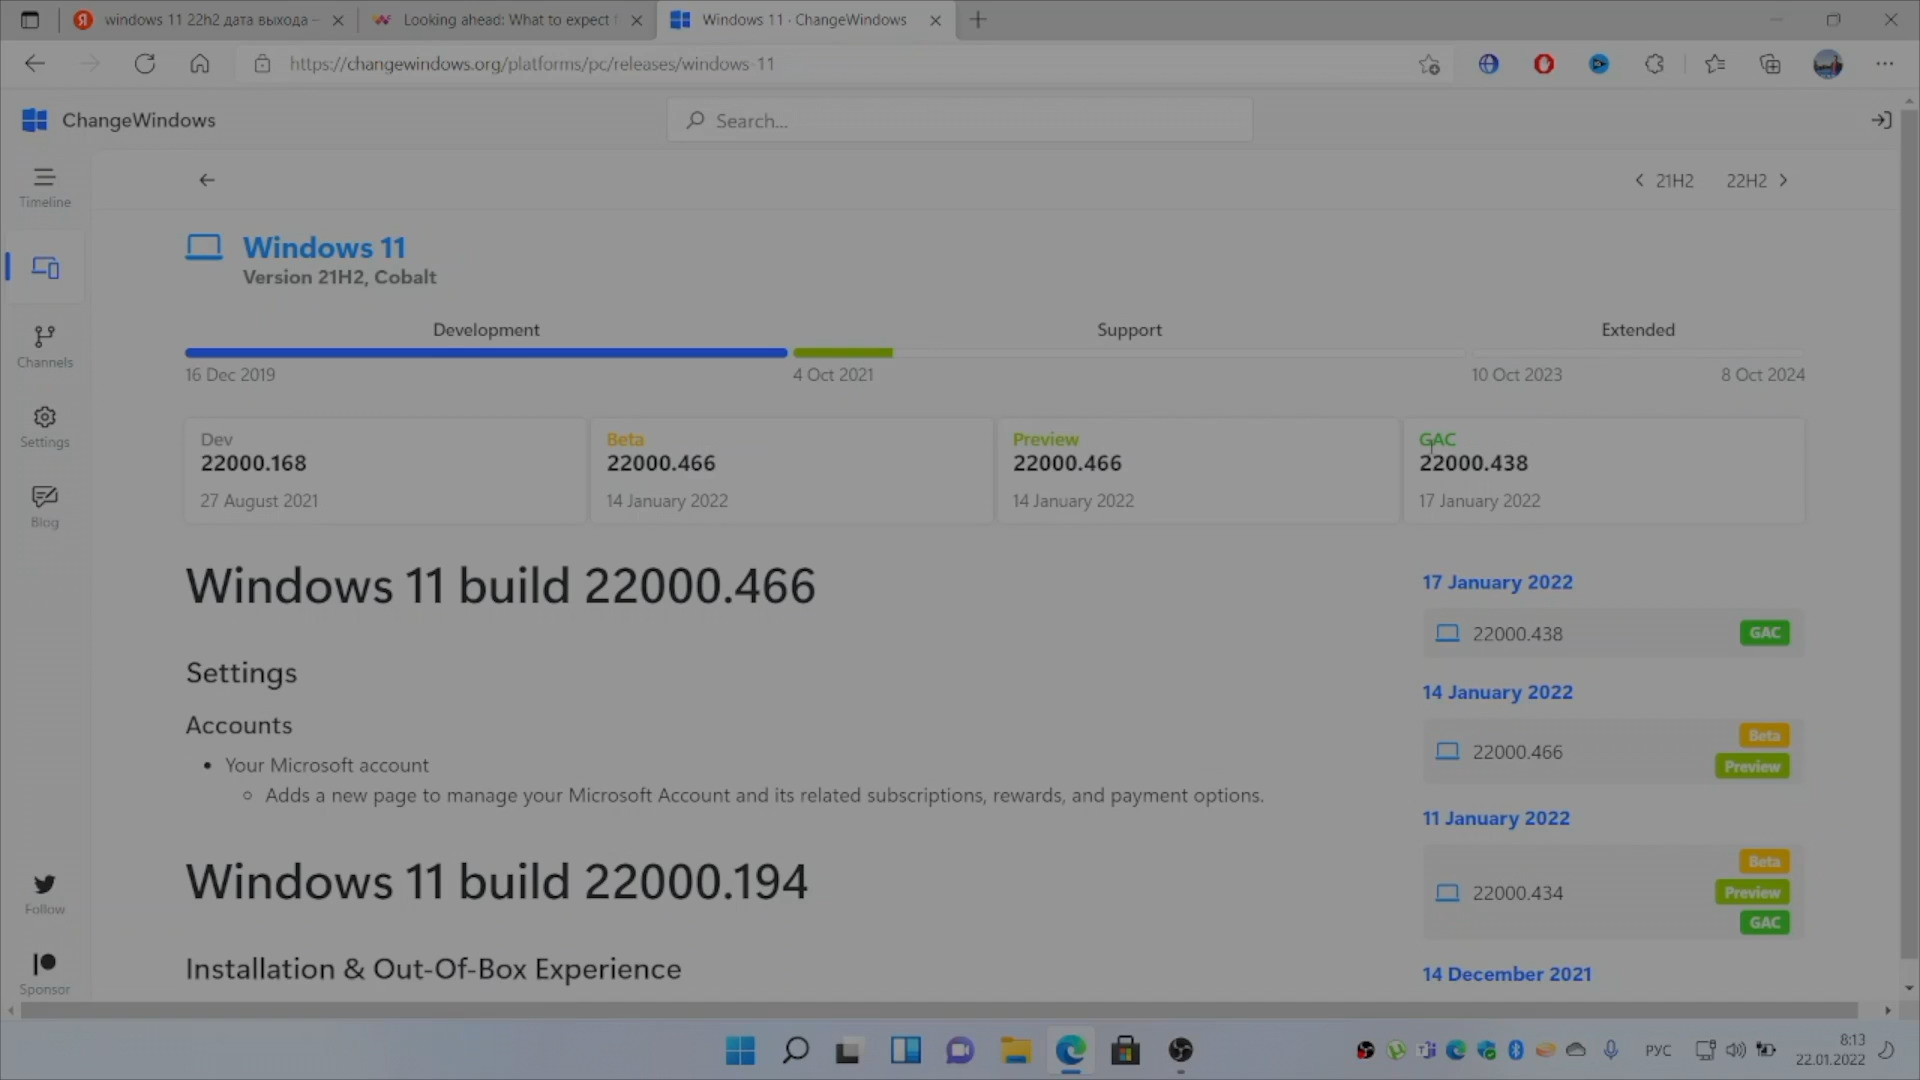 windows 11 22h2 дата выхода –
Looking ahead: What to expect f
Windows 11 · ChangeWindows
https://changewindows.org/platforms/pc/releases/windows-11
ChangeWindows
Search...
Timeline
Channels
Settings
Blog
Follow
Sponsor
21H2
22H2
Windows 11
Version 21H2, Cobalt
Development
Support
Extended
16 Dec 2019
4 Oct 2021
10 Oct 2023
8 Oct 2024
Dev
22000.168
27 August 2021
Beta
22000.466
14 January 2022
Preview
22000.466
14 January 2022
GAC
22000.438
17 January 2022
Windows 11 build 22000.466
Settings
Accounts
• Your Microsoft account
◦ Adds a new page to manage your Microsoft Account and its related subscriptions, rewards, and payment options.
Windows 11 build 22000.194
Installation & Out-Of-Box Experience
17 January 2022
22000.438
GAC
14 January 2022
22000.466
Beta
Preview
11 January 2022
22000.434
Beta
Preview
GAC
14 December 2021
РУС
8:13
22.01.2022